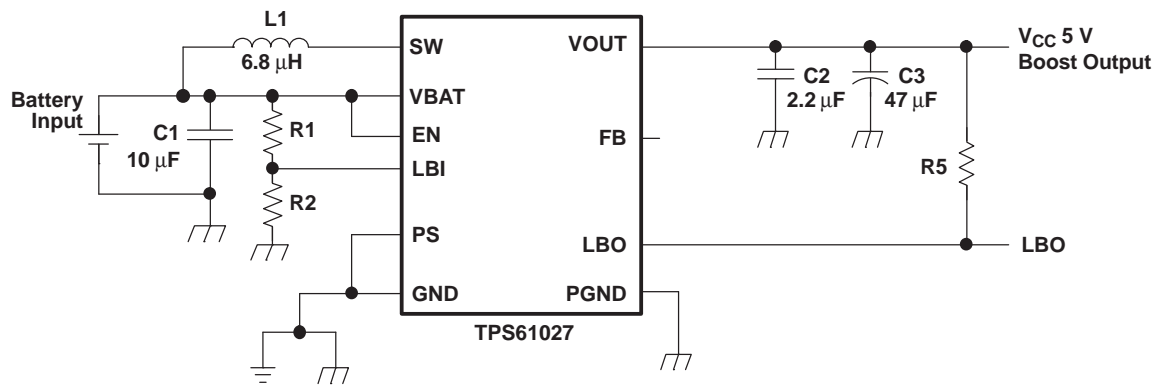 L1
6.8 µH
SW
VOUT
V_CC 5 V
Boost Output
Battery
Input
C1
10 µF
R1
R2
VBAT
EN
LBI
PS
GND
FB
LBO
PGND
C2
2.2 µF
C3
47 µF
R5
LBO
TPS61027